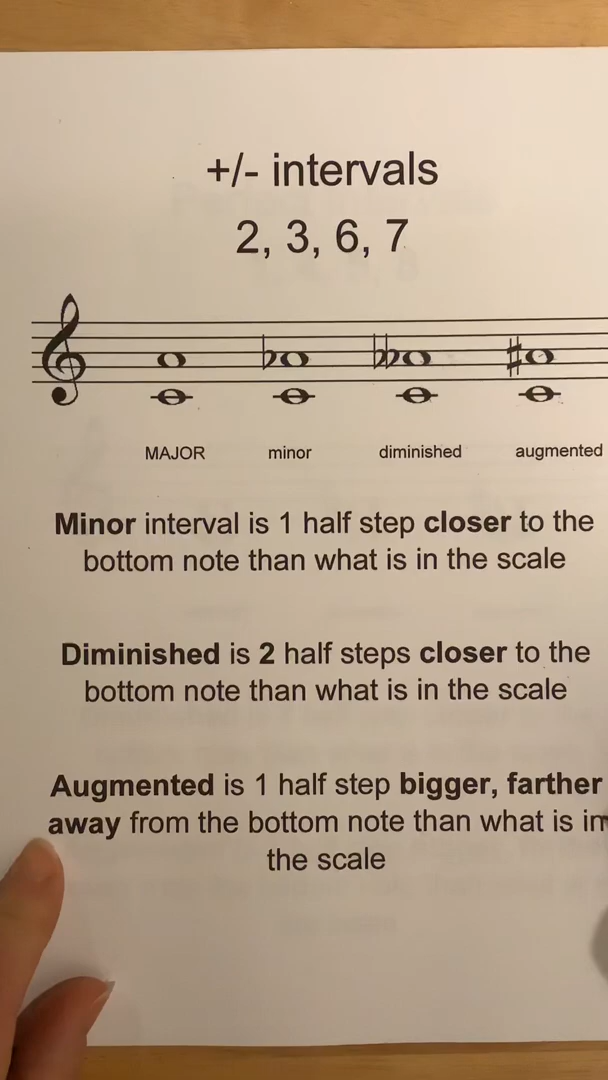 +/- intervals
2, 3, 6, 7
MAJOR minor diminished augmented
Minor interval is 1 half step closer to the
bottom note than what is in the scale
Diminished is 2 half steps closer to the
bottom note than what is in the scale
Augmented is 1 half step bigger, farther
away from the bottom note than what is in
the scale